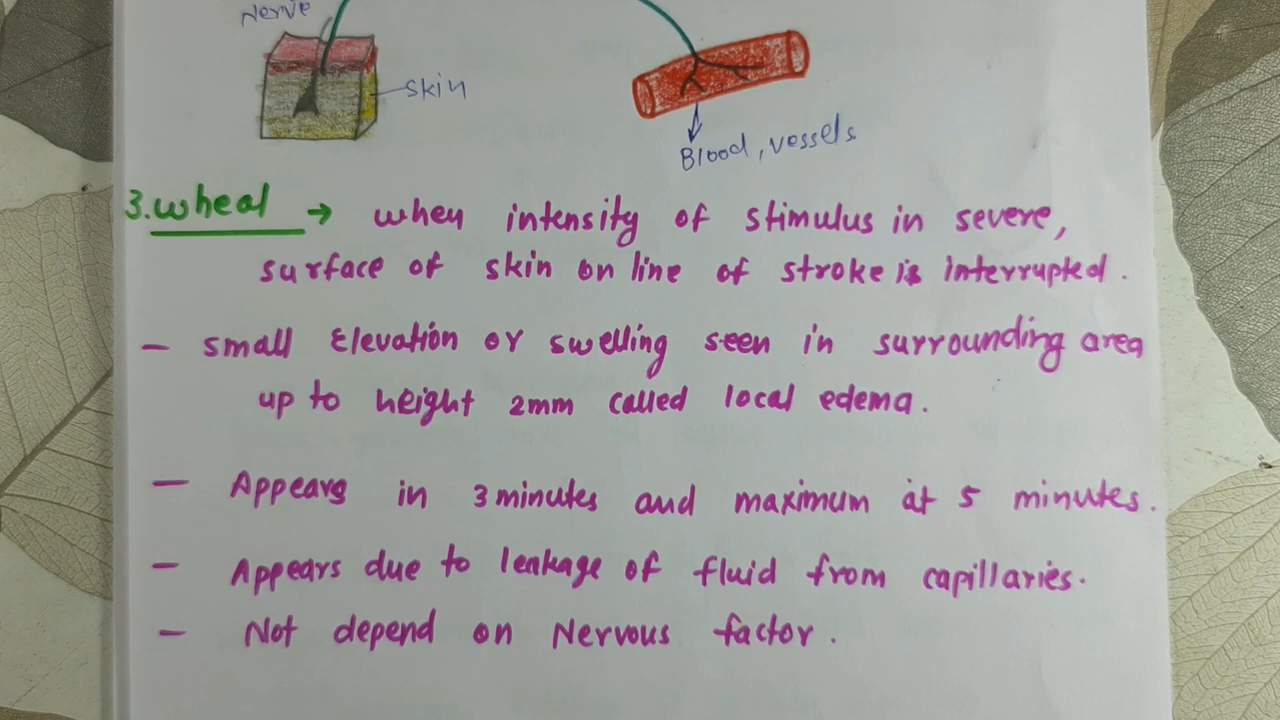 Nerve
skin
Blood, vessels
3. wheal → when intensity of stimulus in severe,
surface of skin on line of stroke is interrupted.
- small Elevation or swelling seen in surrounding area
up to height 2mm called local edema.
- Appears in 3 minutes and maximum at 5 minutes.
- Appears due to leakage of fluid from capillaries.
- Not depend on Nervous factor.